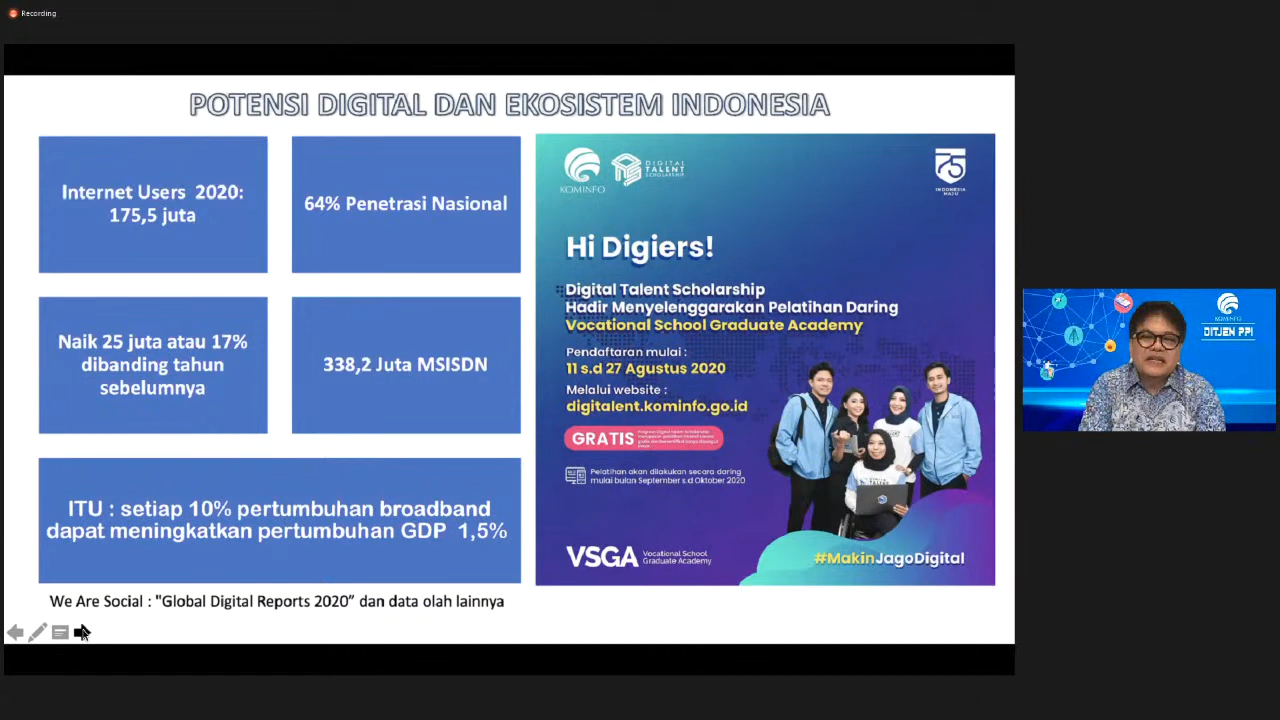 Recording
POTENSI DIGITAL DAN EKOSISTEM INDONESIA
Internet Users 2020:
175,5 juta
64% Penetrasi Nasional
Naik 25 juta atau 17%
dibanding tahun
sebelumnya
338,2 Juta MSISDN
ITU : setiap 10% pertumbuhan broadband
dapat meningkatkan pertumbuhan GDP 1,5%
We Are Social : "Global Digital Reports 2020” dan data olah lainnya
KOMINFO
DIGITAL
TALENT
SCHOLARSHIP
75
INDONESIA
MAJU
Hi Digiers!
Digital Talent Scholarship
Hadir Menyelenggarakan Pelatihan Daring
Vocational School Graduate Academy
Pendaftaran mulai :
11 s.d 27 Agustus 2020
Melalui website :
digitalent.kominfo.go.id
GRATIS
Pelatihan akan dilakukan secara daring
mulai bulan September s.d Oktober 2020
VSGA
Vocational School
Graduate Academy
#MakinJagoDigital
KOMINFO
DITJEN PPI